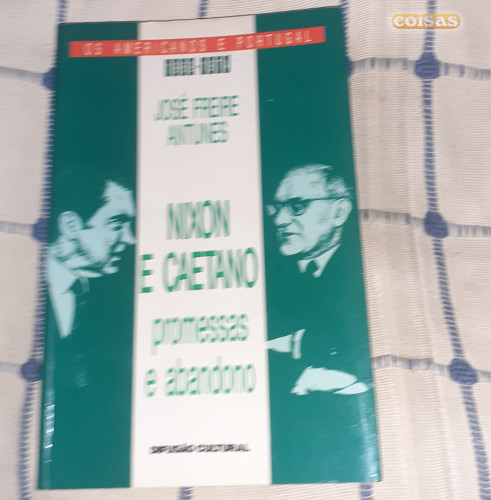 coisas
OS AMERICANOS E PORTUGAL
JOSÉ FREIRE
ANTUNES
NIXON
E CAETANO
promessas
e abandono
DIFUSÃO CULTURAL